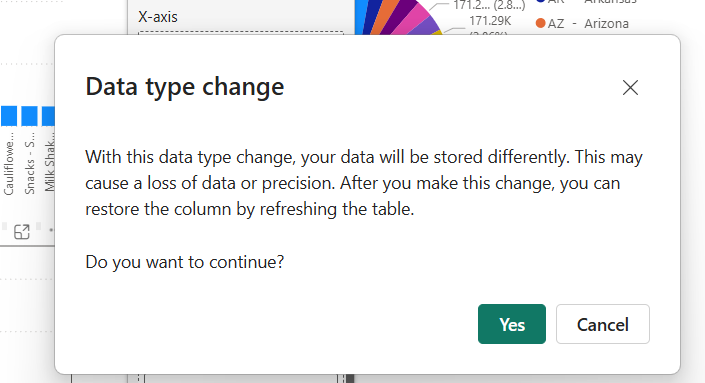 171.2... (2.8...)
AR - Arkansas
X-axis
171.29K
AZ - Arizona
Data type change
With this data type change, your data will be stored differently. This may
cause a loss of data or precision. After you make this change, you can
restore the column by refreshing the table.
Do you want to continue?
Yes
Cancel
Cauliflowe...
Snacks - S...
Milk Shak...